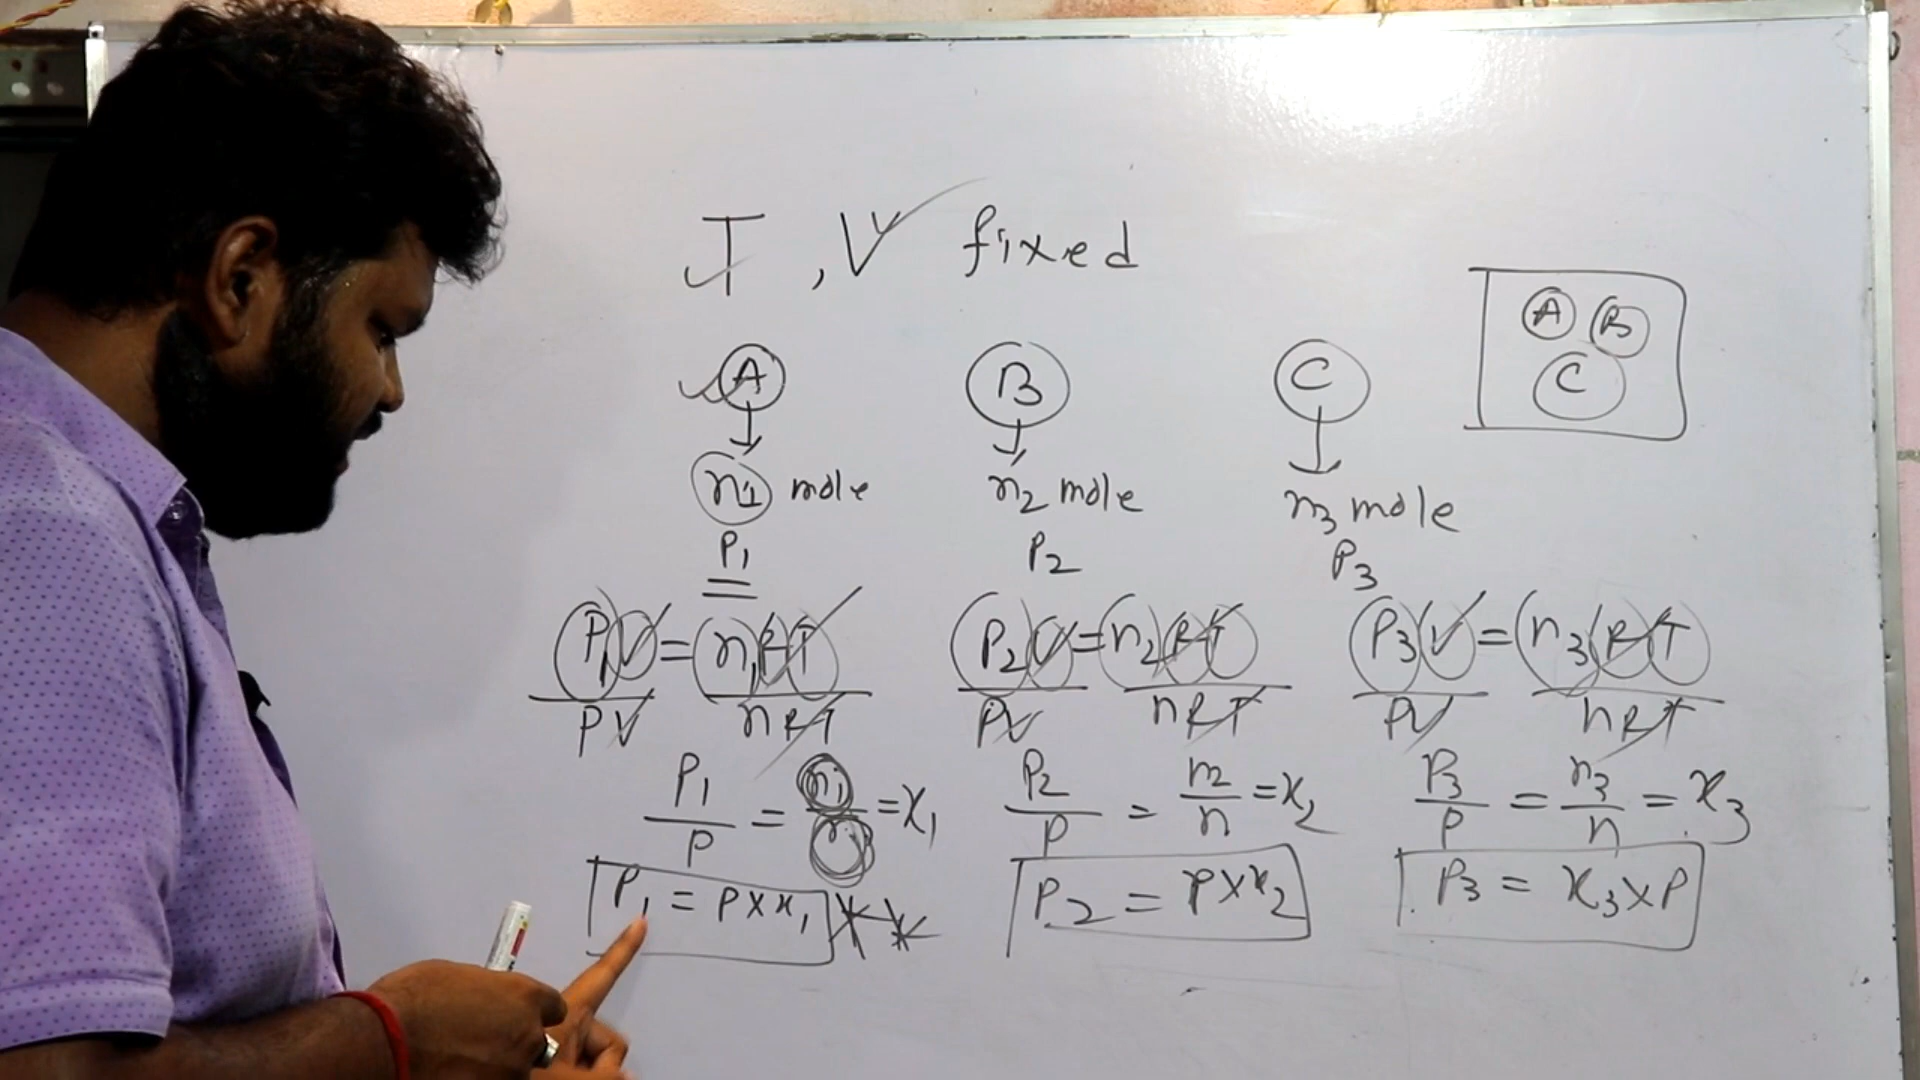 T, V fixed
A B C
A B
C
n1 mole n2 mole n3 mole
P1 P2 P3
P1V = n1RT P2V = n2RT P3V = n3RT
PV nRT PV nRT PV nRT
P1/P = n1/n = x1 P2/P = n2/n = x2 P3/P = n3/n = x3
P1 = P×x1 ** P2 = P×x2 P3 = x3×P